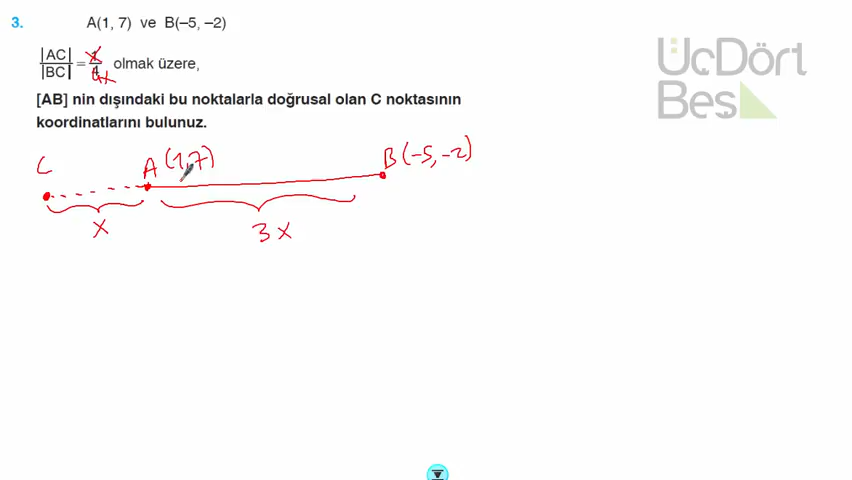 3. A(1, 7) ve B(–5, –2)
|AC|
|BC| = 1/4 olmak üzere,
x
4x
[AB] nin dışındaki bu noktalarla doğrusal olan C noktasının
koordinatlarını bulunuz.
C A (1,7) B (-5,-2)
x 3x
ÜçDört
Beş